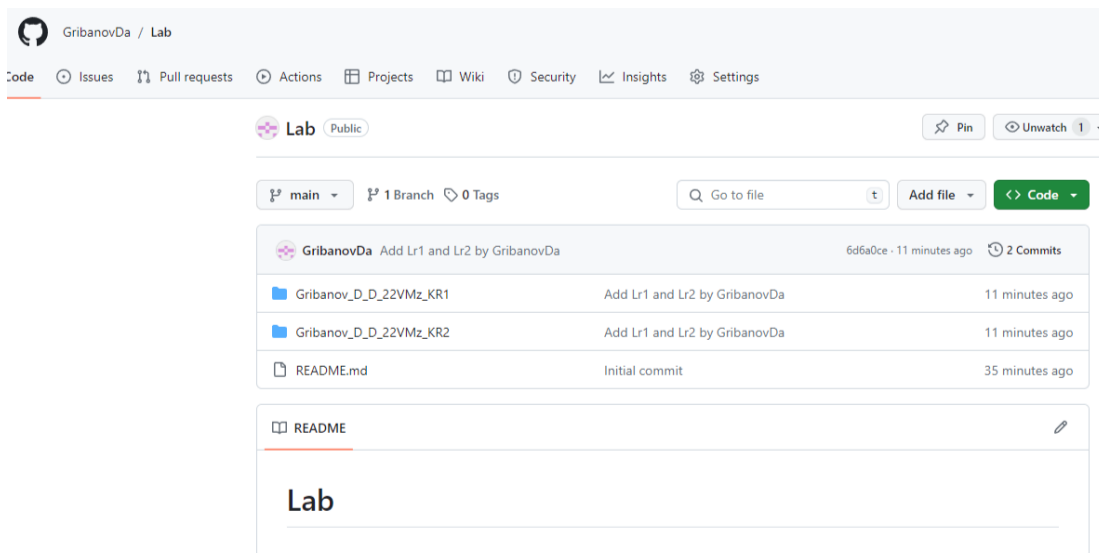 GribanovDa / Lab
Code Issues Pull requests Actions Projects Wiki Security Insights Settings
Lab Public Pin Unwatch 1
main 1 Branch 0 Tags Go to file t Add file Code
GribanovDa Add Lr1 and Lr2 by GribanovDa 6d6a0ce · 11 minutes ago 2 Commits
Gribanov_D_D_22VMz_KR1 Add Lr1 and Lr2 by GribanovDa 11 minutes ago
Gribanov_D_D_22VMz_KR2 Add Lr1 and Lr2 by GribanovDa 11 minutes ago
README.md Initial commit 35 minutes ago
README
Lab